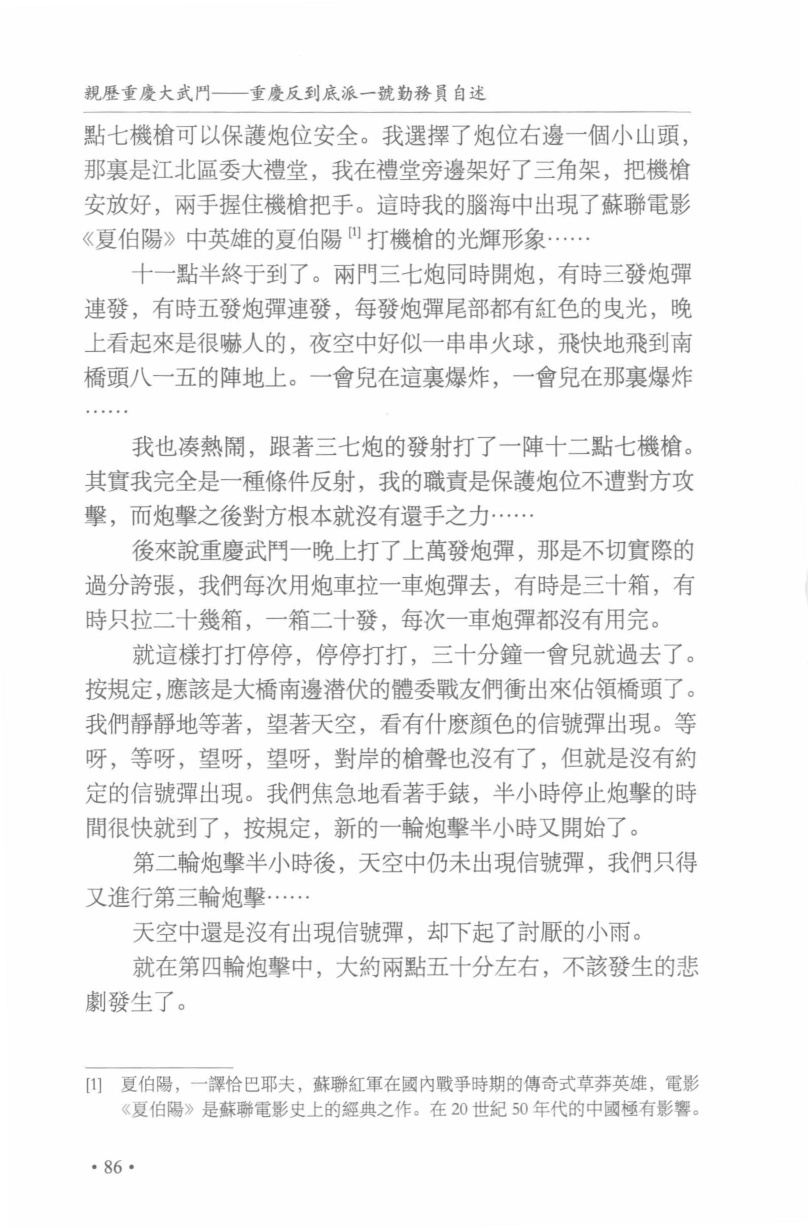 親歷重慶大武鬥——重慶反到底派一號勤務員自述
點七機槍可以保護炮位安全。我選擇了炮位右邊一個小山頭，
那裏是江北區委大禮堂，我在禮堂旁邊架好了三角架，把機槍
安放好，兩手握住機槍把手。這時我的腦海中出現了蘇聯電影
《夏伯陽》中英雄的夏伯陽[1]打機槍的光輝形象……
十一點半終于到了。兩門三七炮同時開炮，有時三發炮彈
連發，有時五發炮彈連發，每發炮彈尾部都有紅色的曳光，晚
上看起來是很嚇人的，夜空中好似一串串火球，飛快地飛到南
橋頭八一五的陣地上。一會兒在這裏爆炸，一會兒在那裏爆炸
……
我也凑熱鬧，跟著三七炮的發射打了一陣十二點七機槍。
其實我完全是一種條件反射，我的職責是保護炮位不遭對方攻
擊，而炮擊之後對方根本就沒有還手之力……
後來說重慶武鬥一晚上打了上萬發炮彈，那是不切實際的
過分誇張，我們每次用炮車拉一車炮彈去，有時是三十箱，有
時只拉二十幾箱，一箱二十發，每次一車炮彈都沒有用完。
就這樣打打停停，停停打打，三十分鐘一會兒就過去了。
按規定，應該是大橋南邊潜伏的體委戰友們衝出來佔領橋頭了。
我們靜靜地等著，望著天空，看有什麽顏色的信號彈出現。等
呀，等呀，望呀，望呀，對岸的槍聲也沒有了，但就是沒有約
定的信號彈出現。我們焦急地看著手錶，半小時停止炮擊的時
間很快就到了，按規定，新的一輪炮擊半小時又開始了。
第二輪炮擊半小時後，天空中仍未出現信號彈，我們只得
又進行第三輪炮擊……
天空中還是沒有出現信號彈，却下起了討厭的小雨。
就在第四輪炮擊中，大約兩點五十分左右，不該發生的悲
劇發生了。
[1] 夏伯陽，一譯恰巴耶夫，蘇聯紅軍在國內戰爭時期的傳奇式草莽英雄，電影
《夏伯陽》是蘇聯電影史上的經典之作。在 20 世紀 50 年代的中國極有影響。
• 86 •